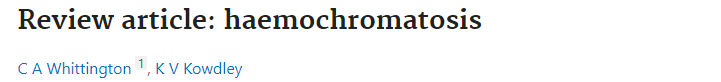 Review article: haemochromatosis
C A Whittington 1, K V Kowdley